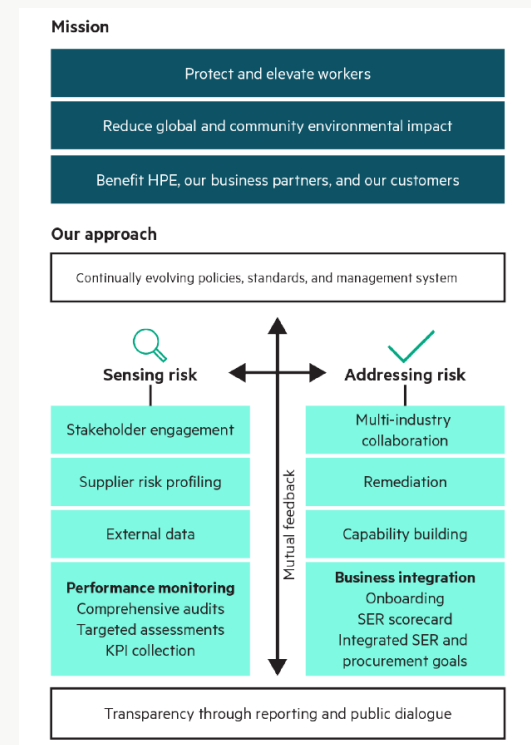 Mission
Protect and elevate workers
Reduce global and community environmental impact
Benefit HPE, our business partners, and our customers
Our approach
Continually evolving policies, standards, and management system
Sensing risk
Stakeholder engagement
Supplier risk profiling
External data
Performance monitoring
Comprehensive audits
Targeted assessments
KPI collection
Mutual feedback
Addressing risk
Multi-industry
collaboration
Remediation
Capability building
Business integration
Onboarding
SER scorecard
Integrated SER and
procurement goals
Transparency through reporting and public dialogue